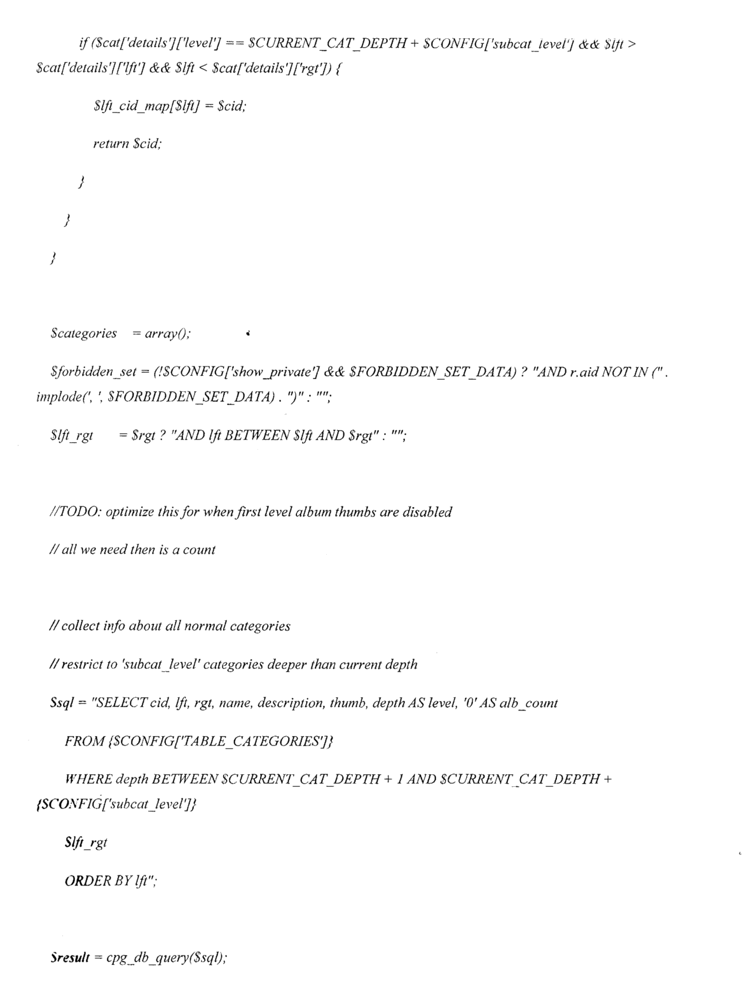 if ($cat['details']['level'] == $CURRENT_CAT_DEPTH + $CONFIG['subcat_level'] && $lft >
$cat['details']['lft'] && $lft < $cat['details']['rgt']) {
$lft_cid_map[$lft] = $cid;
return $cid;
}
}
}
$categories = array();
$forbidden_set = (!$CONFIG['show_private'] && $FORBIDDEN_SET_DATA) ? "AND r.aid NOT IN (" .
implode(', ', $FORBIDDEN_SET_DATA) . ")" : "";
$lft_rgt = $rgt ? "AND lft BETWEEN $lft AND $rgt" : "";
//TODO: optimize this for when first level album thumbs are disabled
// all we need then is a count
// collect info about all normal categories
// restrict to 'subcat_level' categories deeper than current depth
$sql = "SELECT cid, lft, rgt, name, description, thumb, depth AS level, '0' AS alb_count
FROM {$CONFIG['TABLE_CATEGORIES']}
WHERE depth BETWEEN $CURRENT_CAT_DEPTH + 1 AND $CURRENT_CAT_DEPTH +
{$CONFIG['subcat_level']}
$lft_rgt
ORDER BY lft";
$result = cpg_db_query($sql);